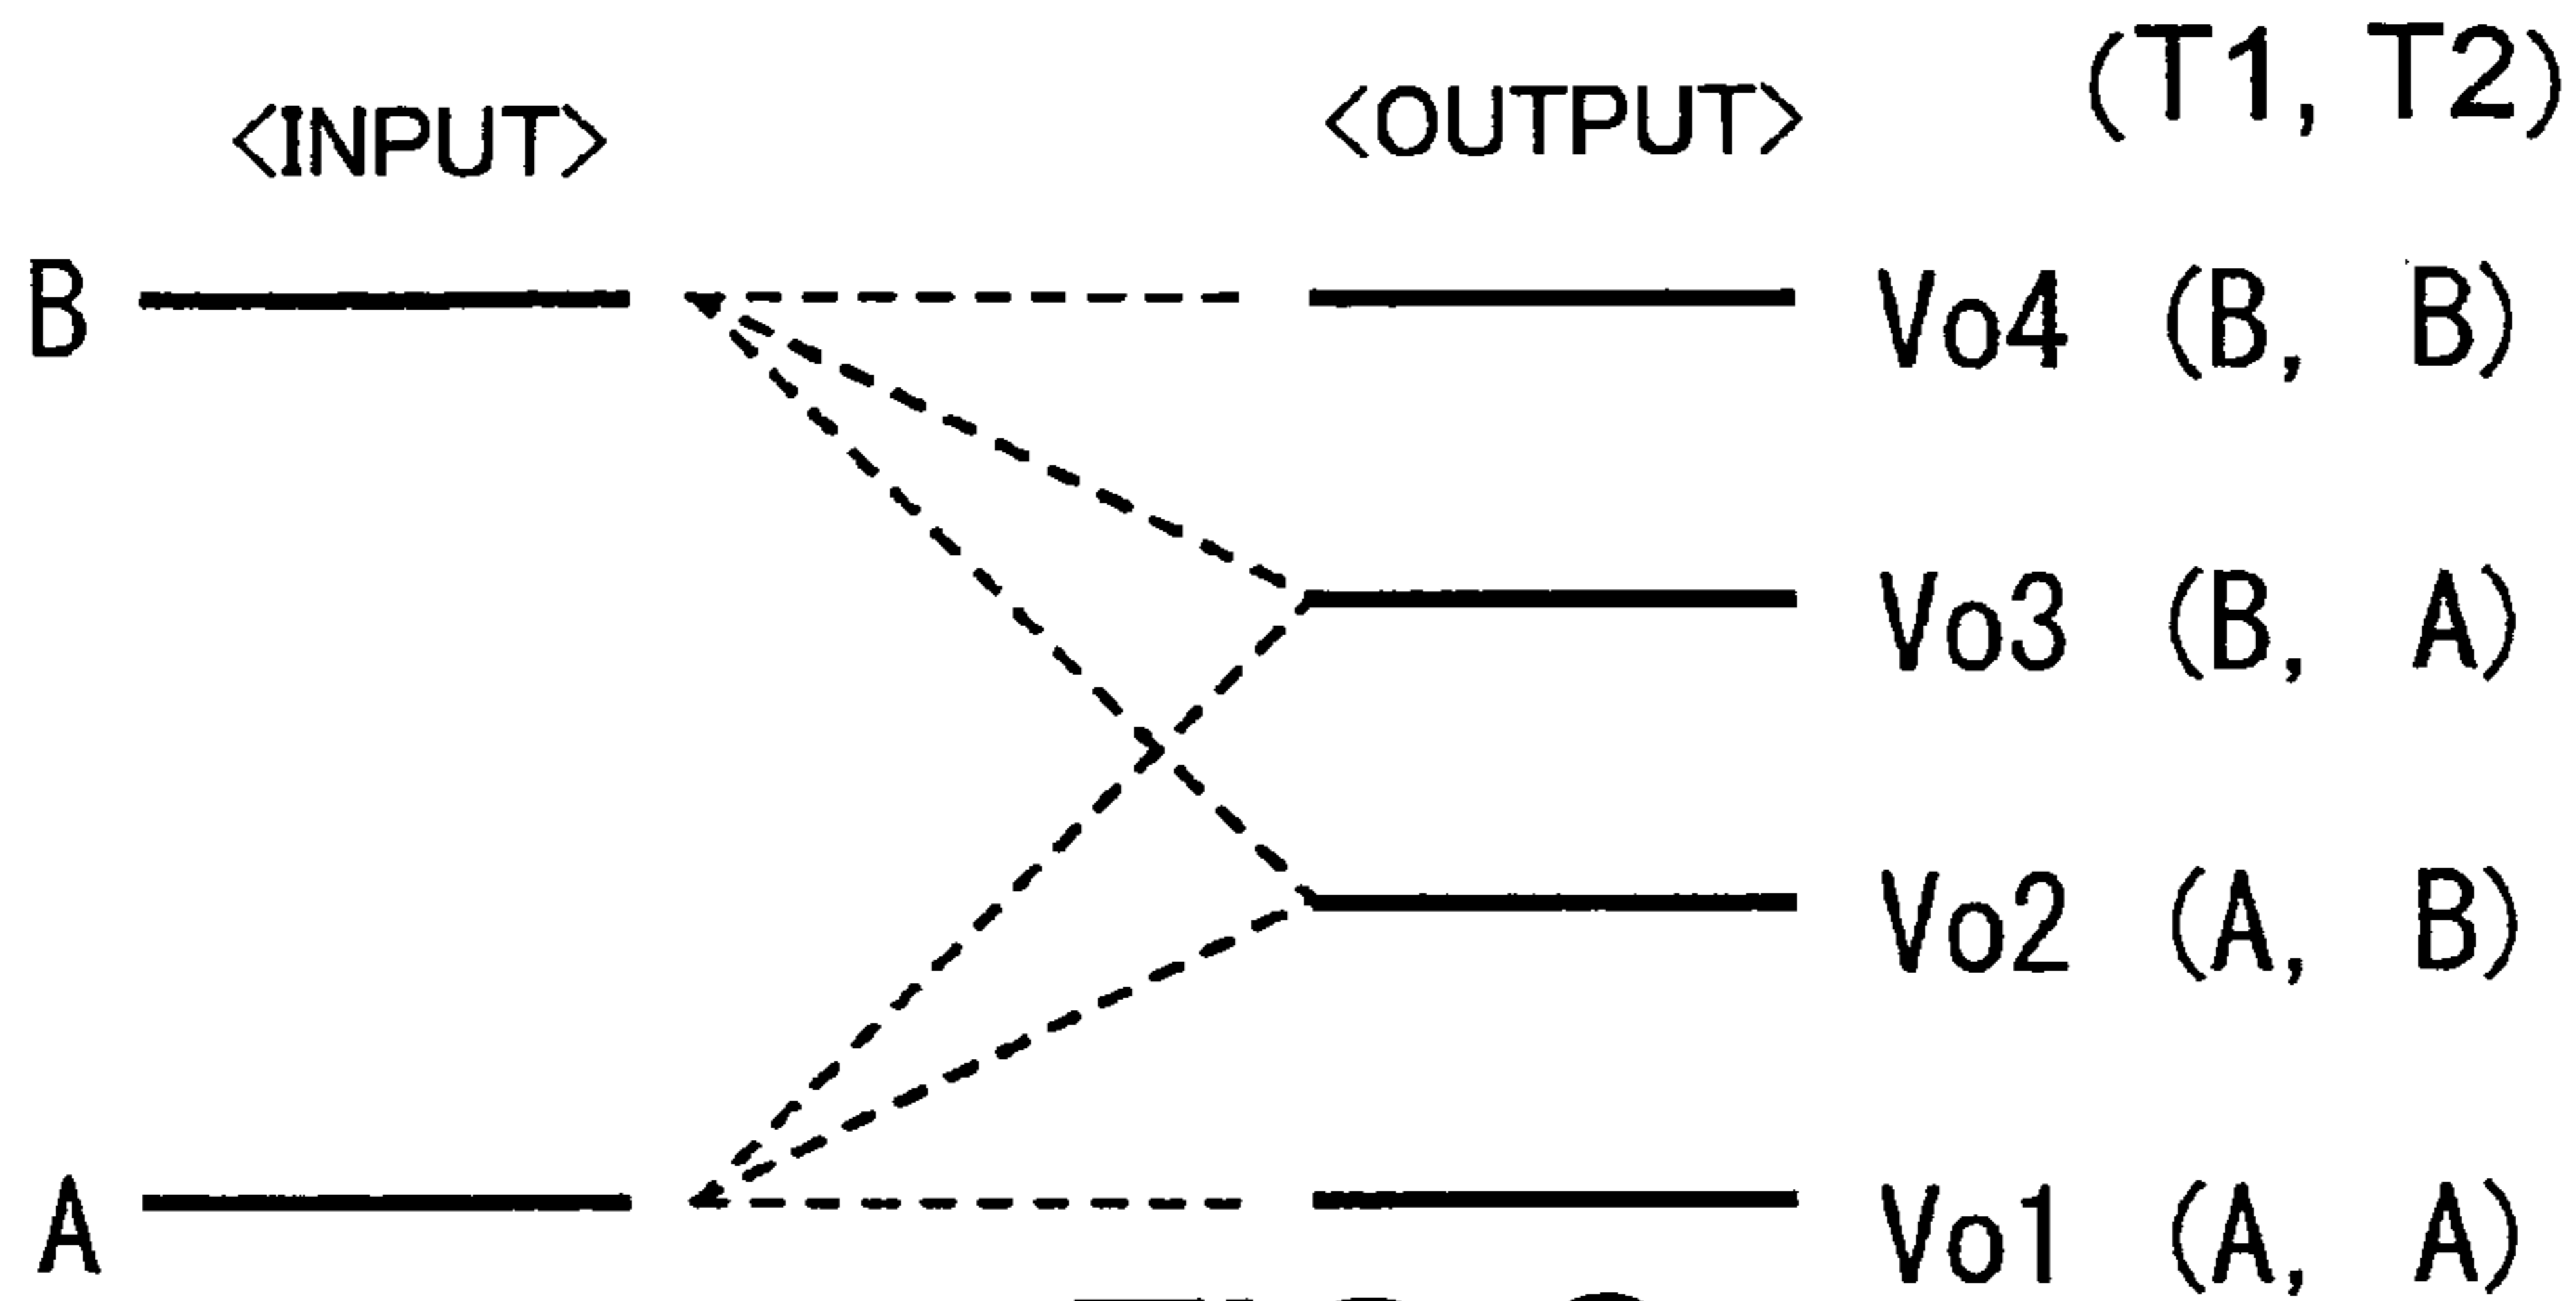 (T1, T2)
<INPUT> <OUTPUT>
B Vo4 (B, B)
Vo3 (B, A)
Vo2 (A, B)
A Vo1 (A, A)